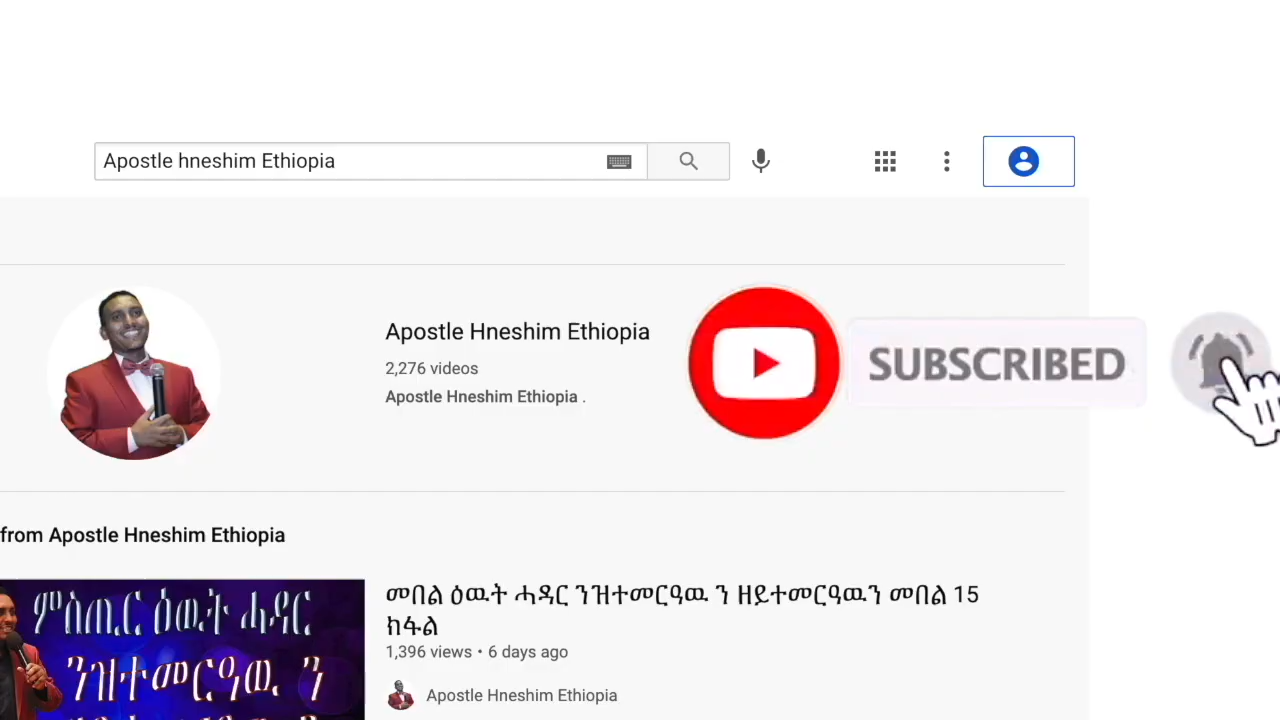 Apostle hneshim Ethiopia
Apostle Hneshim Ethiopia
2,276 videos
Apostle Hneshim Ethiopia .
SUBSCRIBED
from Apostle Hneshim Ethiopia
መበል ዕዉት ሓዳር ንዝተመርዓዉ ን ዘይተመርዓዉን መበል 15
ክፋል
1,396 views • 6 days ago
Apostle Hneshim Ethiopia
ምስጢር ዕዉት ሓዳር
ንዝተመርዓዉ ን